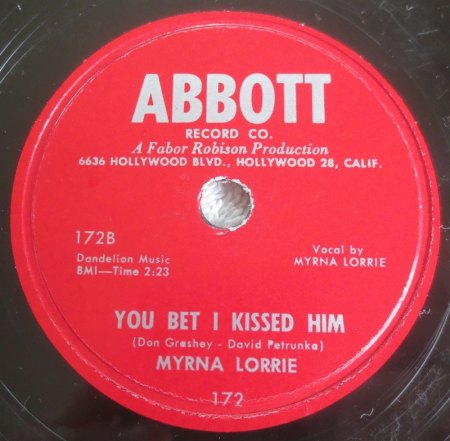 ABBOTT
RECORD CO.
A Fabor Robison Production
6636 HOLLYWOOD BLVD., HOLLYWOOD 28, CALIF.
172B
Dandelion Music
BMI—Time 2:23
Vocal by
MYRNA LORRIE
YOU BET I KISSED HIM
(Don Grashey - David Petrunka)
MYRNA LORRIE
172